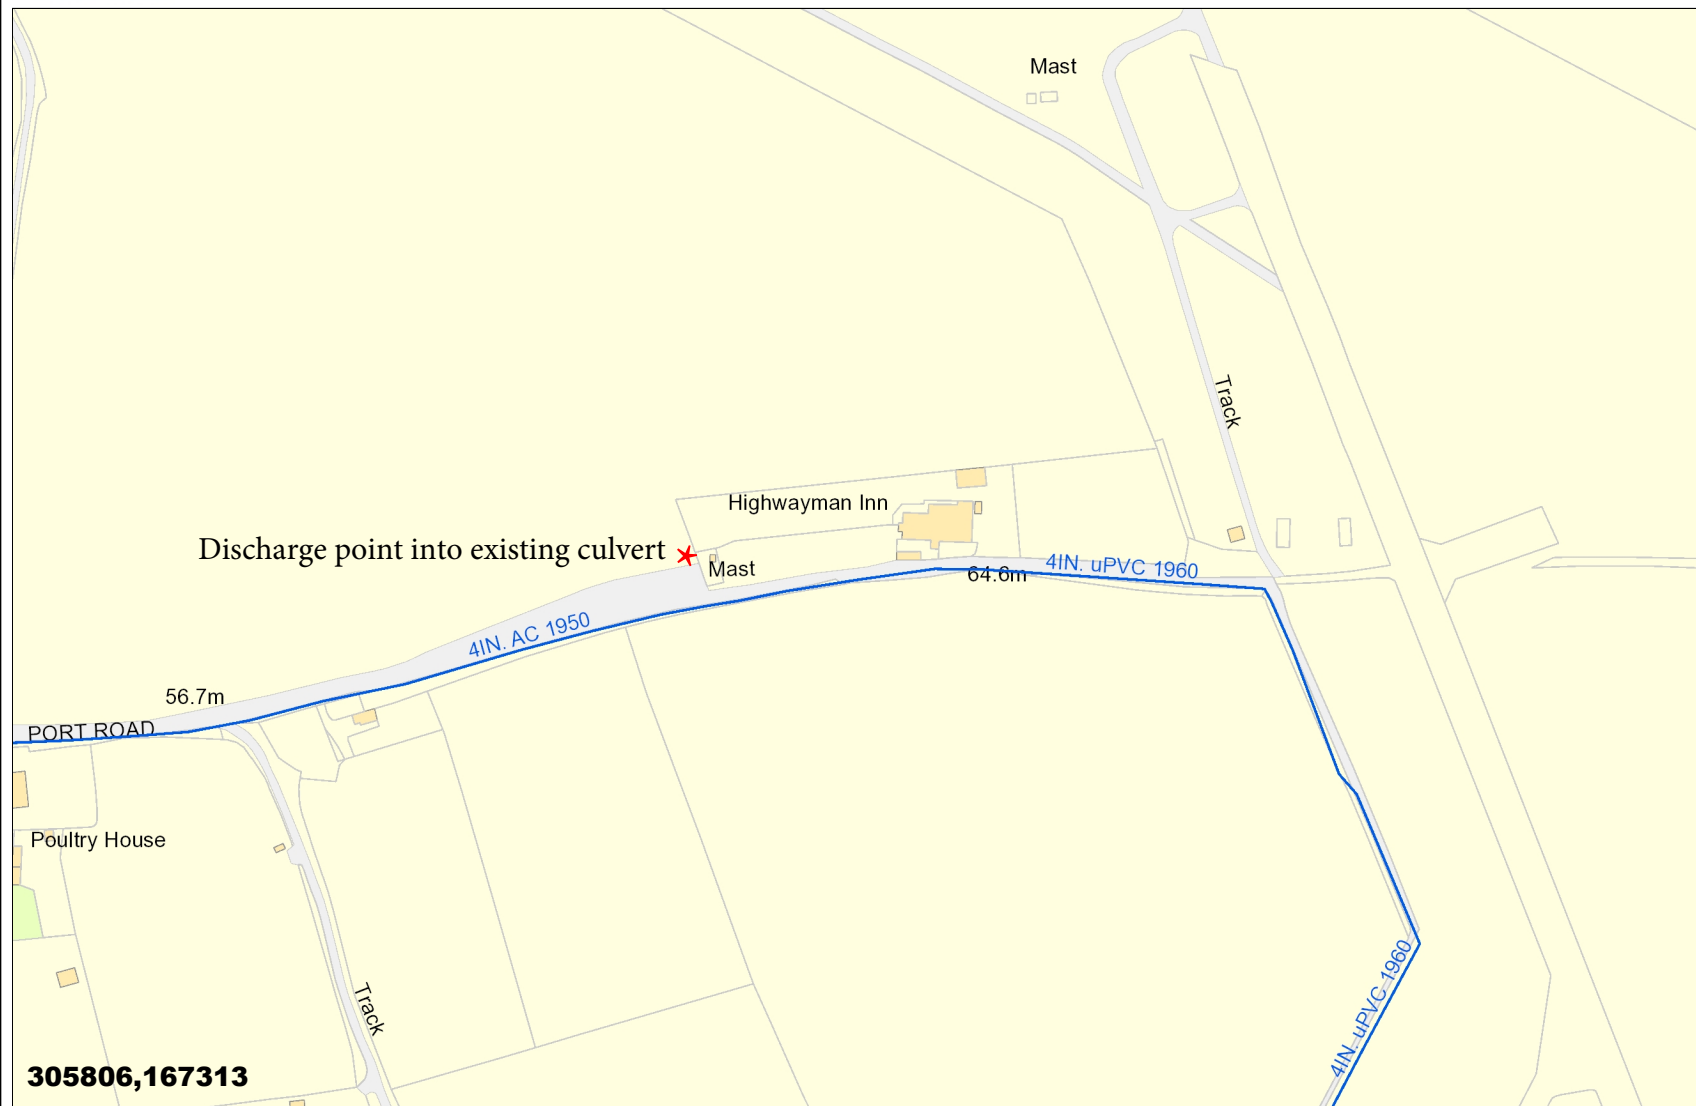 Mast
Track
Highwayman Inn
Discharge point into existing culvert
Mast
4IN. uPVC 1960
64.6m
4IN. AC 1950
56.7m
PORT ROAD
Poultry House
4IN. uPVC 1960
Track
305806,167313